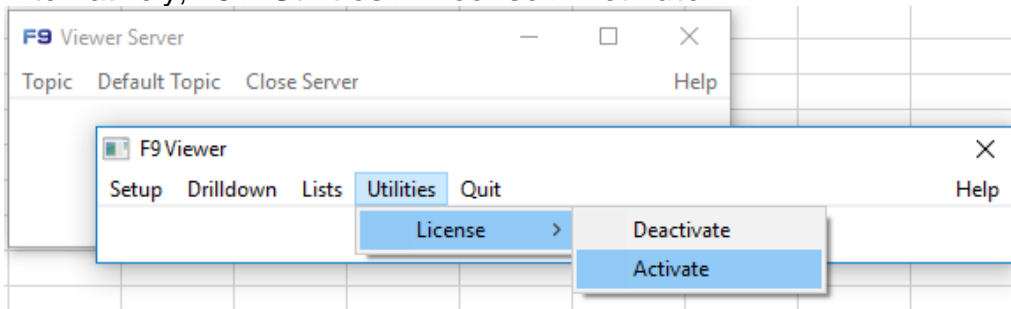 F9 Viewer Server
Topic Default Topic Close Server Help
F9 Viewer
Setup Drilldown Lists Utilities Quit Help
License
Deactivate
Activate